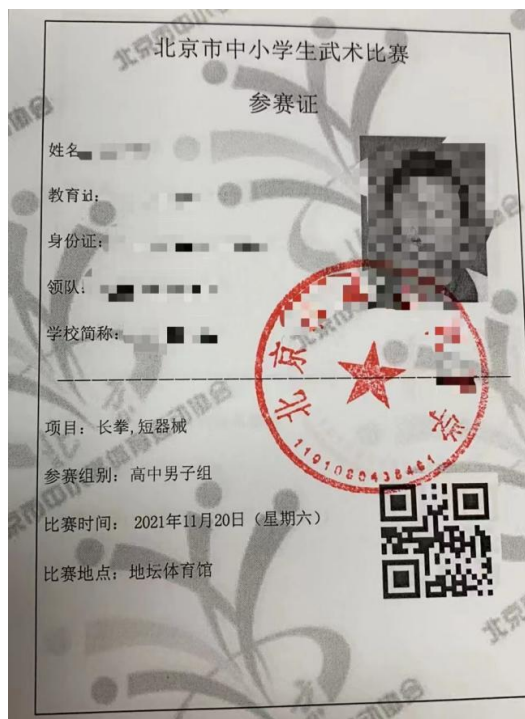 北京市中小学生武术比赛
参赛证
姓名
教育id:
身份证:
领队:
学校简称:
北京
学
项目: 长拳,短器械
参赛组别: 高中男子组
比赛时间: 2021年11月20日（星期六）
比赛地点: 地坛体育馆